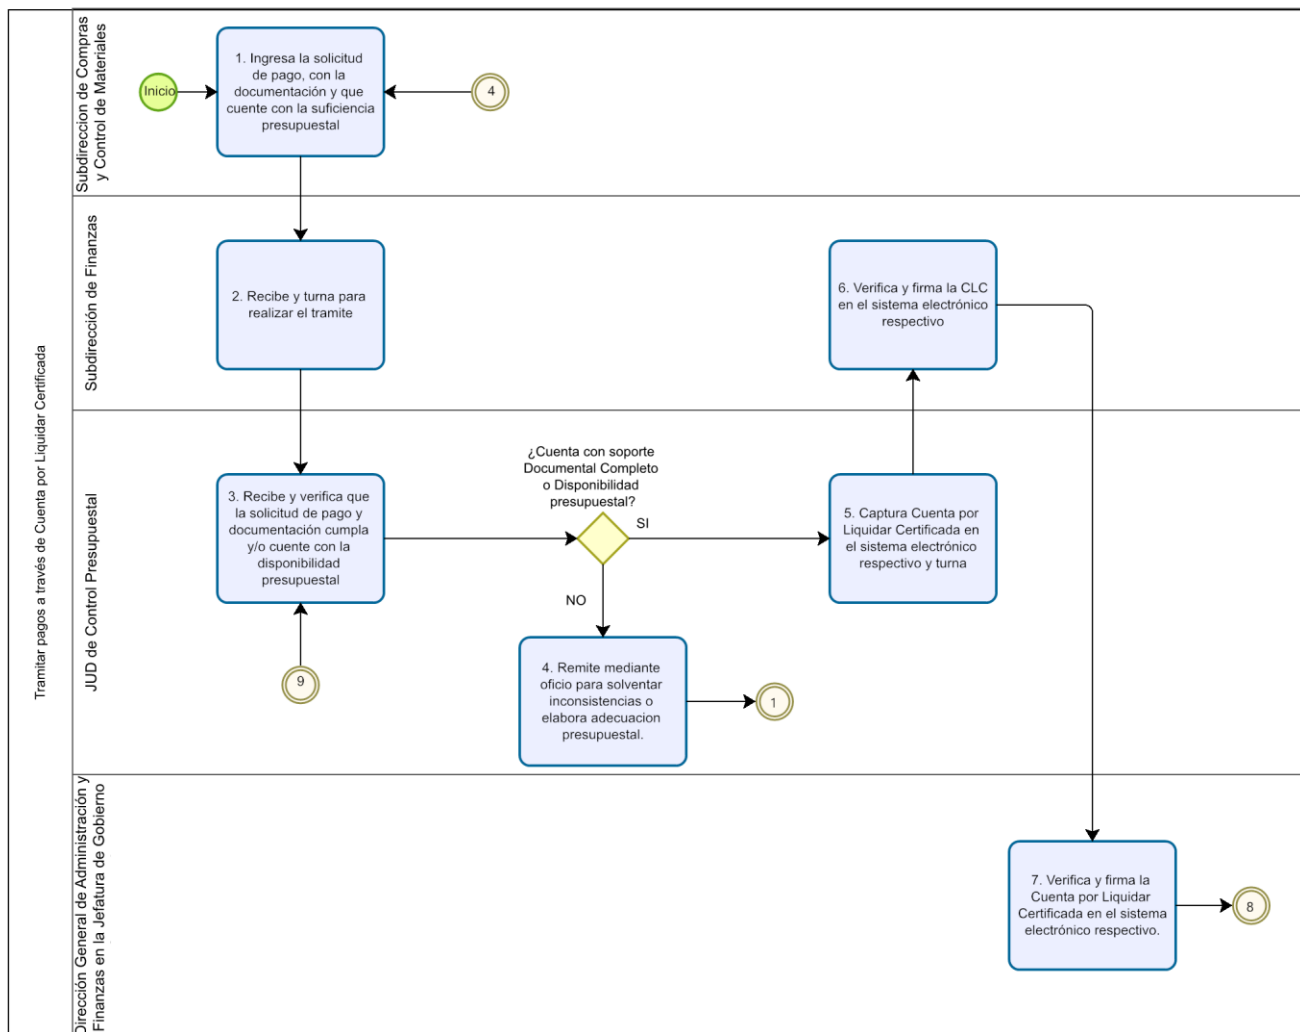 Tramitar pagos a través de Cuenta por Liquidar Certificada
Subdireccion de Compras
y Control de Materiales
Inicio
1. Ingresa la solicitud
de pago, con la
documentación y que
cuente con la suficiencia
presupuestal
4
Subdirección de Finanzas
2. Recibe y turna para
realizar el tramite
6. Verifica y firma la CLC
en el sistema electrónico
respectivo
JUD de Control Presupuestal
3. Recibe y verifica que
la solicitud de pago y
documentación cumpla
y/o cuente con la
disponibilidad
presupuestal
9
¿Cuenta con soporte
Documental Completo
o Disponibilidad
presupuestal?
SI
NO
4. Remite mediante
oficio para solventar
inconsistencias o
elabora adecuacion
presupuestal.
1
5. Captura Cuenta por
Liquidar Certificada en
el sistema electrónico
respectivo y turna
Dirección General de Administración y
Finanzas en la Jefatura de Gobierno
7. Verifica y firma la
Cuenta por Liquidar
Certificada en el sistema
electrónico respectivo.
8